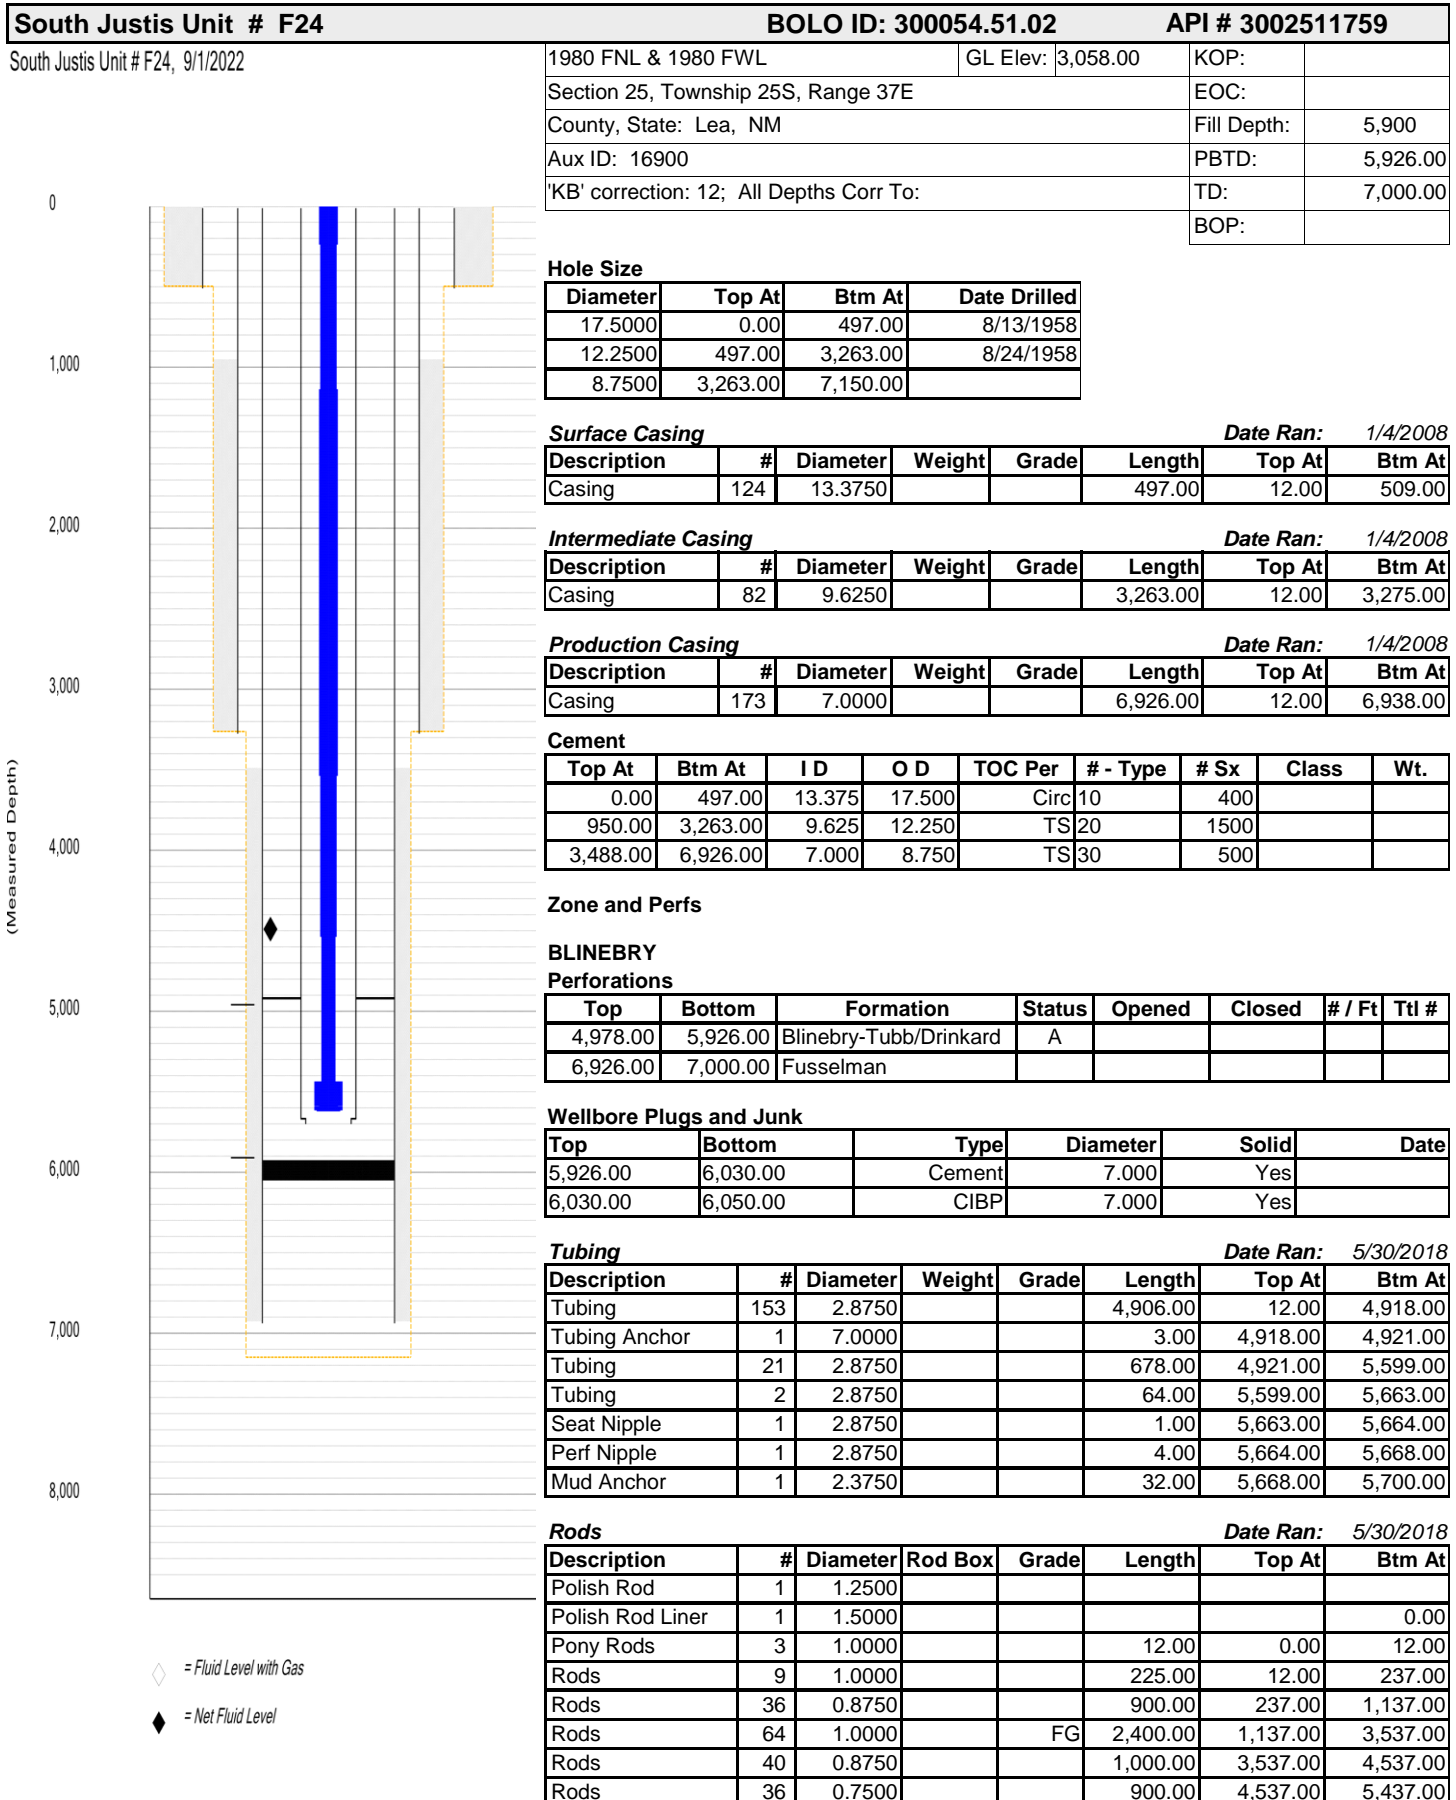 South Justis Unit # F24 BOLO ID: 300054.51.02 API # 3002511759
South Justis Unit # F24, 9/1/2022
1980 FNL & 1980 FWL GL Elev: 3,058.00 KOP:
Section 25, Township 25S, Range 37E EOC:
County, State: Lea, NM Fill Depth: 5,900
Aux ID: 16900 PBTD: 5,926.00
'KB' correction: 12; All Depths Corr To: TD: 7,000.00
BOP:
Hole Size
Diameter Top At Btm At Date Drilled
17.5000 0.00 497.00 8/13/1958
12.2500 497.00 3,263.00 8/24/1958
8.7500 3,263.00 7,150.00
Surface Casing Date Ran: 1/4/2008
Description # Diameter Weight Grade Length Top At Btm At
Casing 124 13.3750 497.00 12.00 509.00
Intermediate Casing Date Ran: 1/4/2008
Description # Diameter Weight Grade Length Top At Btm At
Casing 82 9.6250 3,263.00 12.00 3,275.00
Production Casing Date Ran: 1/4/2008
Description # Diameter Weight Grade Length Top At Btm At
Casing 173 7.0000 6,926.00 12.00 6,938.00
Cement
Top At Btm At I D O D TOC Per # - Type # Sx Class Wt.
0.00 497.00 13.375 17.500 Circ 10 400
950.00 3,263.00 9.625 12.250 TS 20 1500
3,488.00 6,926.00 7.000 8.750 TS 30 500
Zone and Perfs
BLINEBRY
Perforations
Top Bottom Formation Status Opened Closed # / Ft Ttl #
4,978.00 5,926.00 Blinebry-Tubb/Drinkard A
6,926.00 7,000.00 Fusselman
Wellbore Plugs and Junk
Top Bottom Type Diameter Solid Date
5,926.00 6,030.00 Cement 7.000 Yes
6,030.00 6,050.00 CIBP 7.000 Yes
Tubing Date Ran: 5/30/2018
Description # Diameter Weight Grade Length Top At Btm At
Tubing 153 2.8750 4,906.00 12.00 4,918.00
Tubing Anchor 1 7.0000 3.00 4,918.00 4,921.00
Tubing 21 2.8750 678.00 4,921.00 5,599.00
Tubing 2 2.8750 64.00 5,599.00 5,663.00
Seat Nipple 1 2.8750 1.00 5,663.00 5,664.00
Perf Nipple 1 2.8750 4.00 5,664.00 5,668.00
Mud Anchor 1 2.3750 32.00 5,668.00 5,700.00
Rods Date Ran: 5/30/2018
Description # Diameter Rod Box Grade Length Top At Btm At
Polish Rod 1 1.2500
Polish Rod Liner 1 1.5000 0.00
Pony Rods 3 1.0000 12.00 0.00 12.00
Rods 9 1.0000 225.00 12.00 237.00
Rods 36 0.8750 900.00 237.00 1,137.00
Rods 64 1.0000 FG 2,400.00 1,137.00 3,537.00
Rods 40 0.8750 1,000.00 3,537.00 4,537.00
Rods 36 0.7500 900.00 4,537.00 5,437.00
(Measured Depth)
0
1,000
2,000
3,000
4,000
5,000
6,000
7,000
8,000
= Fluid Level with Gas
= Net Fluid Level